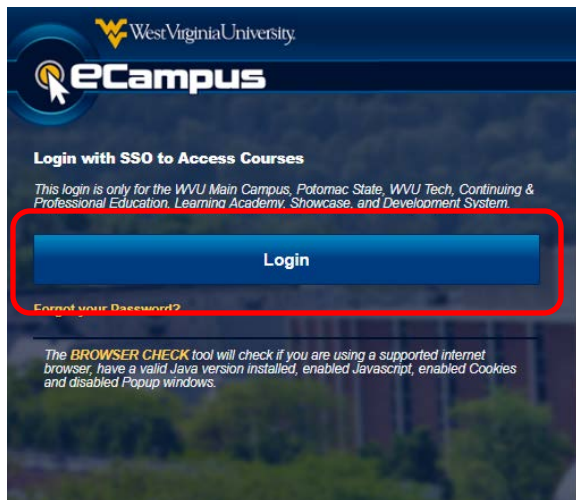 WestVirginiaUniversity.
eCampus
Login with SSO to Access Courses
This login is only for the WVU Main Campus, Potomac State, WVU Tech, Continuing &
Professional Education, Learning Academy, Showcase, and Development System.
Login
Forgot your Password?
The BROWSER CHECK tool will check if you are using a supported internet
browser, have a valid Java version installed, enabled Javascript, enabled Cookies
and disabled Popup windows.